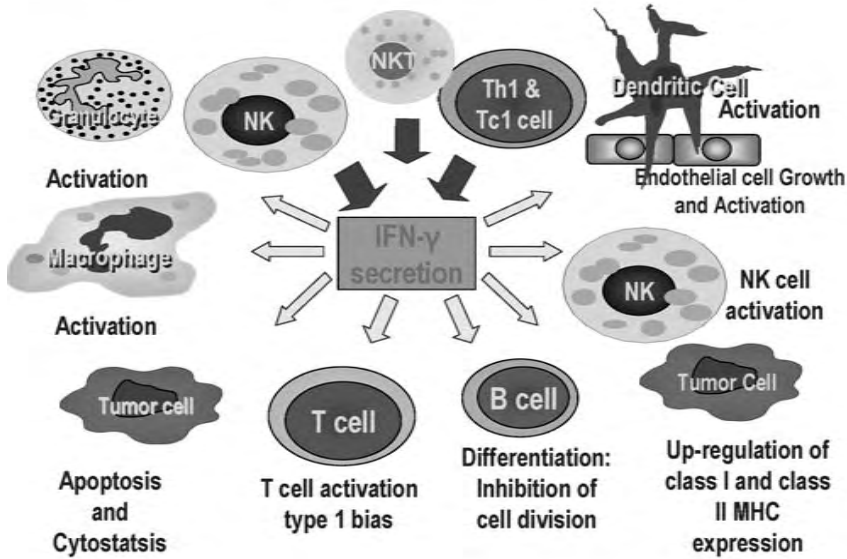 Granulocyte
Activation
NK
NKT
Th1 &
Tc1 cell
Dendritic Cell
Activation
Endothelial cell Growth
and Activation
Macrophage
Activation
IFN-γ
secretion
NK
NK cell
activation
Tumor cell
Apoptosis
and
Cytostatsis
T cell
T cell activation
type 1 bias
B cell
Differentiation:
Inhibition of
cell division
Tumor Cell
Up-regulation of
class I and class
II MHC
expression